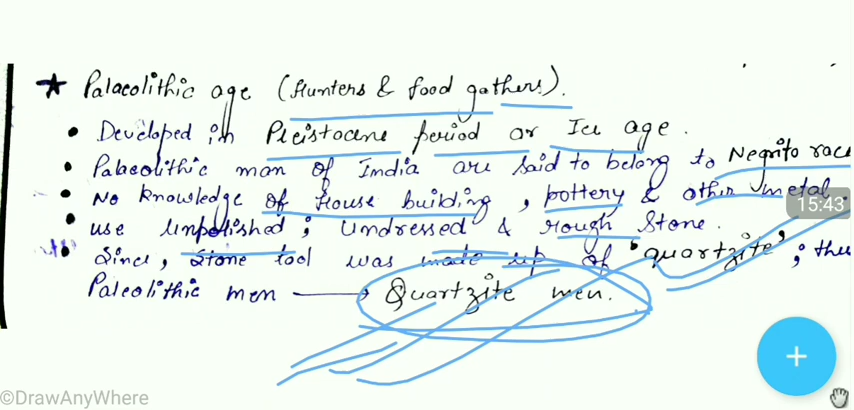 ★ Palaeolithic age (Hunters & food gathers).
• Developed in Pleistocene period or Ice age.
• Palaeolithic man of India are said to belong to Negrito race
• No knowledge of House building, pottery & other metal.
15:43
• use unpolished, undressed & rough stone.
• Since, stone tool was made up of "quartzite", thus
Paleolithic men → Quartzite men.
+
©DrawAnyWhere